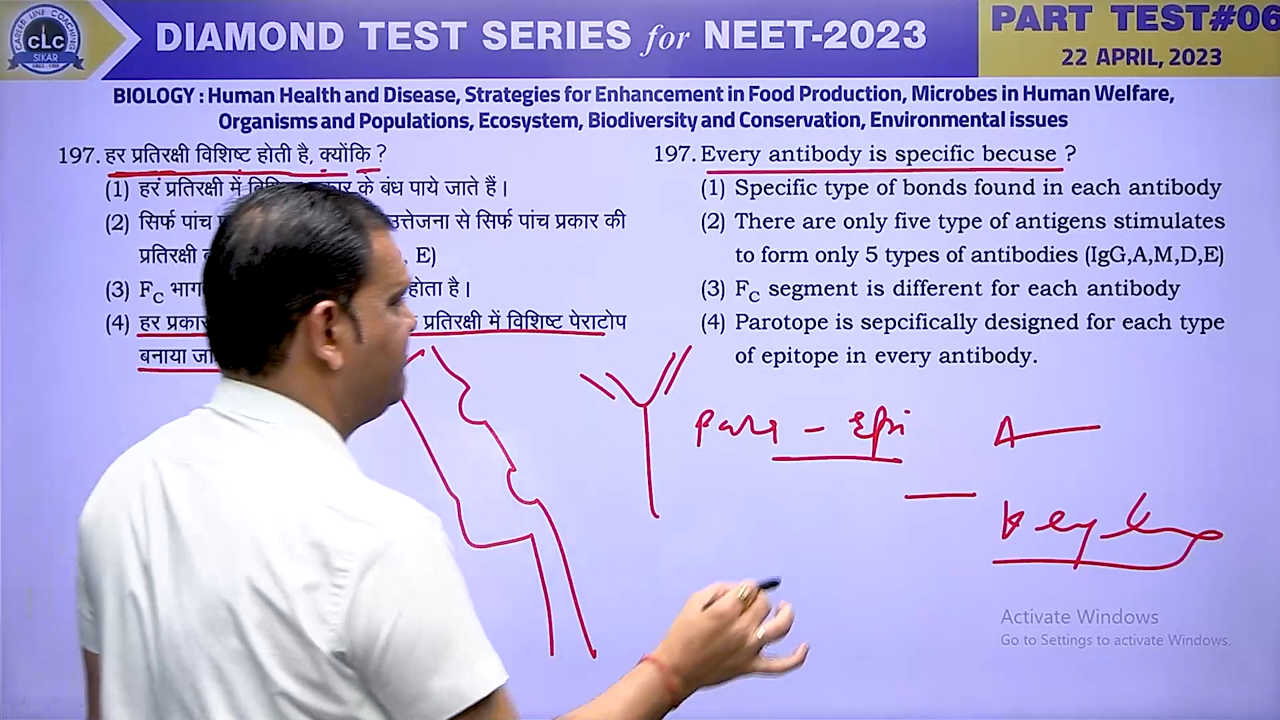 CAREER LINE COACHING
CLC
SIKAR
DIAMOND TEST SERIES for NEET-2023
PART TEST#06
22 APRIL, 2023
BIOLOGY : Human Health and Disease, Strategies for Enhancement in Food Production, Microbes in Human Welfare,
Organisms and Populations, Ecosystem, Biodiversity and Conservation, Environmental issues
197. हर प्रतिरक्षी विशिष्ट होती है, क्योंकि ?
(1) हर प्रतिरक्षी में के बंध पाये जाते हैं।
(2) सिर्फ पांच उत्तेजना से सिर्फ पांच प्रकार की
प्रतिरक्षी , E)
(3) FC भाग होता है।
(4) हर प्रकार प्रतिरक्षी में विशिष्ट पेराटोप
बनाया
197. Every antibody is specific becuse ?
(1) Specific type of bonds found in each antibody
(2) There are only five type of antigens stimulates
to form only 5 types of antibodies (IgG,A,M,D,E)
(3) FC segment is different for each antibody
(4) Parotope is sepcifically designed for each type
of epitope in every antibody.
– Epi
A
Key
Activate Windows
Go to Settings to activate Windows.